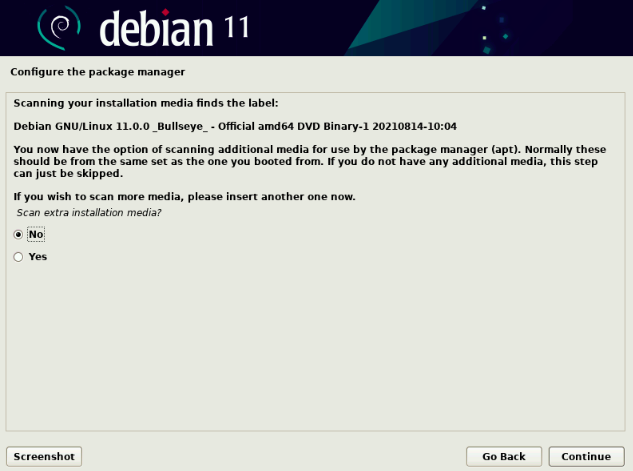 debian 11
Configure the package manager
Scanning your installation media finds the label:
Debian GNU/Linux 11.0.0 _Bullseye_ - Official amd64 DVD Binary-1 20210814-10:04
You now have the option of scanning additional media for use by the package manager (apt). Normally these
should be from the same set as the one you booted from. If you do not have any additional media, this step
can just be skipped.
If you wish to scan more media, please insert another one now.
Scan extra installation media?
No
Yes
Screenshot
Go Back
Continue